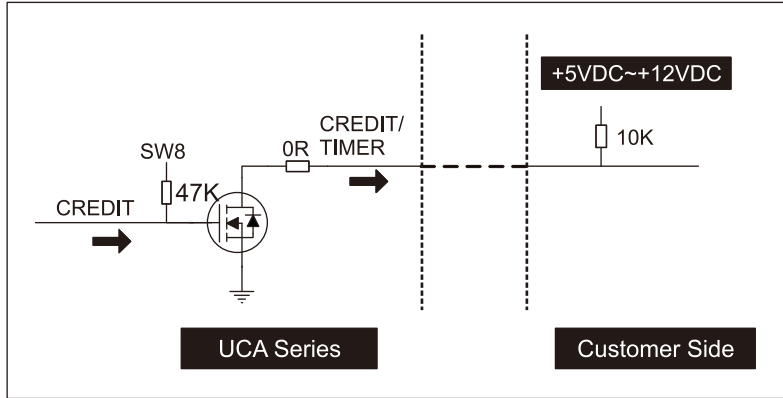 +5VDC~+12VDC
CREDIT/
TIMER
0R
10K
SW8
47K
CREDIT
UCA Series
Customer Side